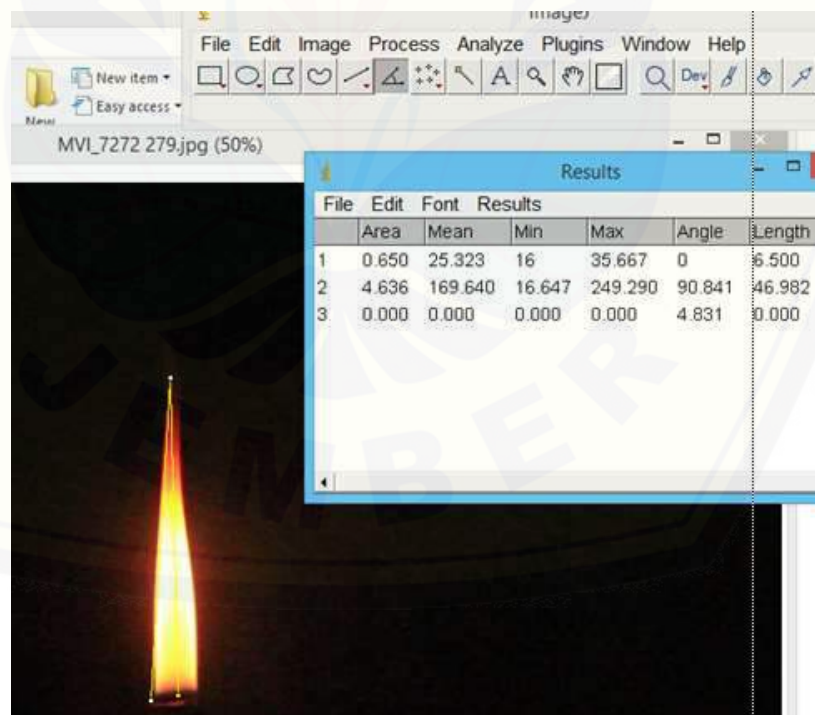 ImageJ
File Edit Image Process Analyze Plugins Window Help
New item
Easy access
New
A Dev
MVI_7272 279.jpg (50%)
Results
File Edit Font Results
Area Mean Min Max Angle Length
1 0.650 25.323 16 35.667 0 6.500
2 4.636 169.640 16.647 249.290 90.841 46.982
3 0.000 0.000 0.000 0.000 4.831 0.000
JEMBER